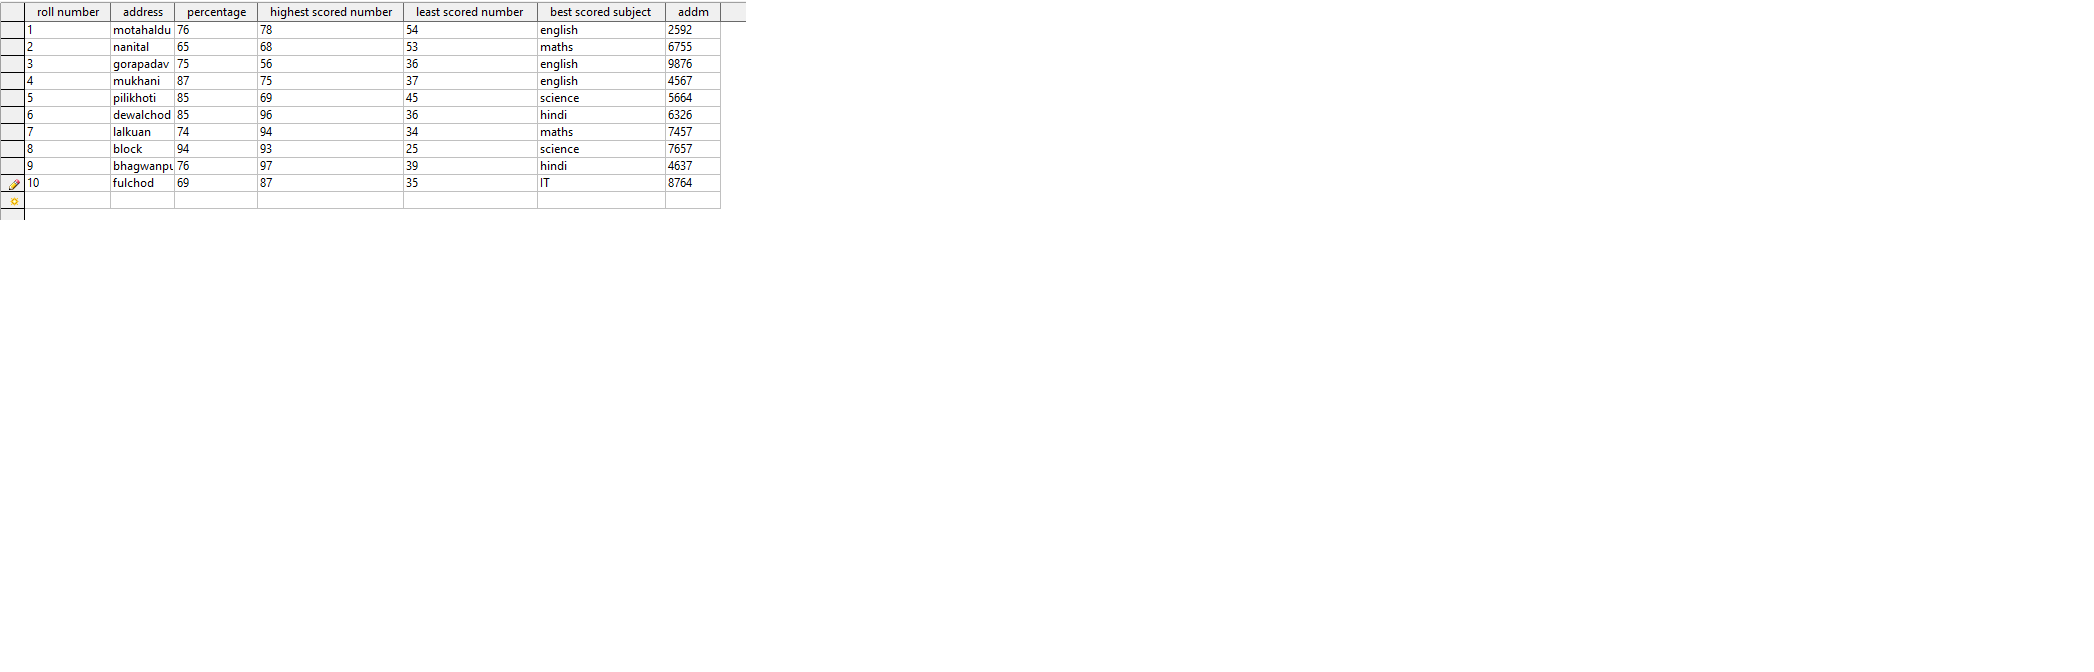 roll number address percentage highest scored number least scored number best scored subject addm
1 motahaldu 76 78 54 english 2592
2 nanital 65 68 53 maths 6755
3 gorapadav 75 56 36 english 9876
4 mukhani 87 75 37 english 4567
5 pilikhoti 85 69 45 science 5664
6 dewalchod 85 96 36 hindi 6326
7 lalkuan 74 94 34 maths 7457
8 block 94 93 25 science 7657
9 bhagwanpu 76 97 39 hindi 4637
10 fulchod 69 87 35 IT 8764